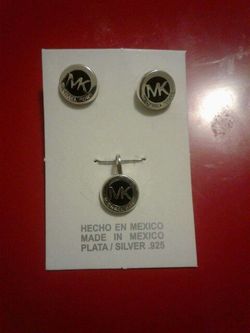 MK
MK
MK
HECHO EN MEXICO
MADE IN MEXICO
PLATA / SILVER .925